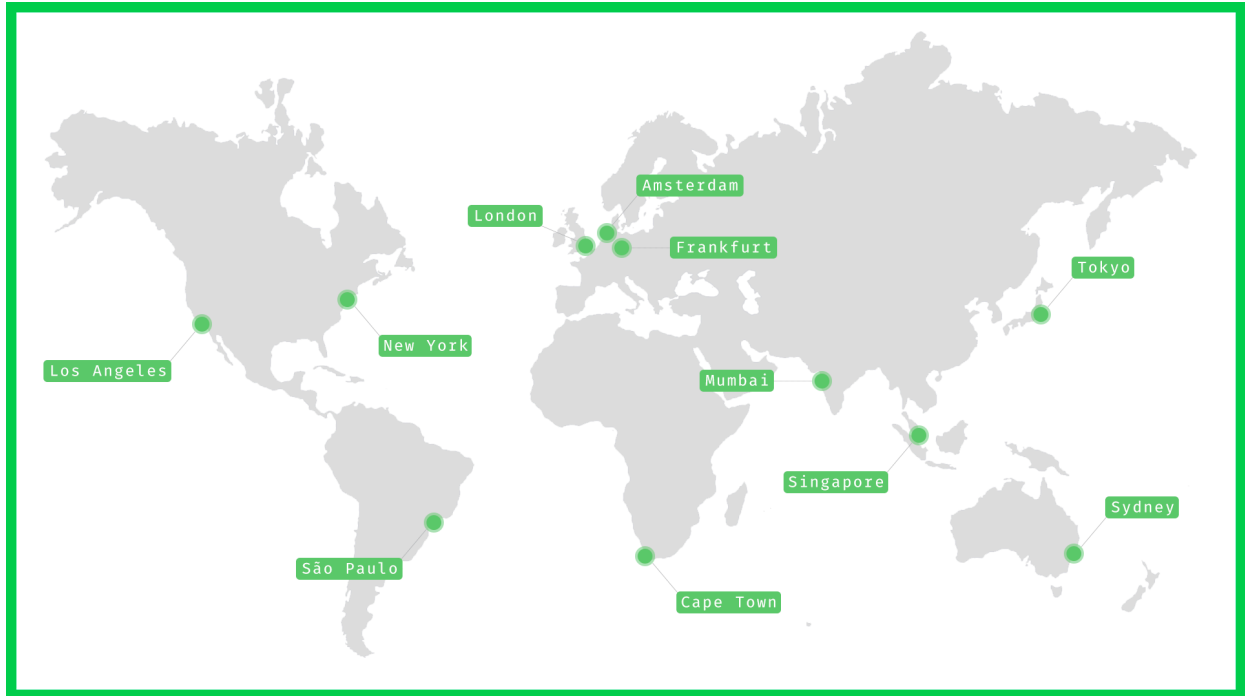 Amsterdam
London
Frankfurt
Tokyo
New York
Los Angeles
Mumbai
Singapore
Sydney
São Paulo
Cape Town